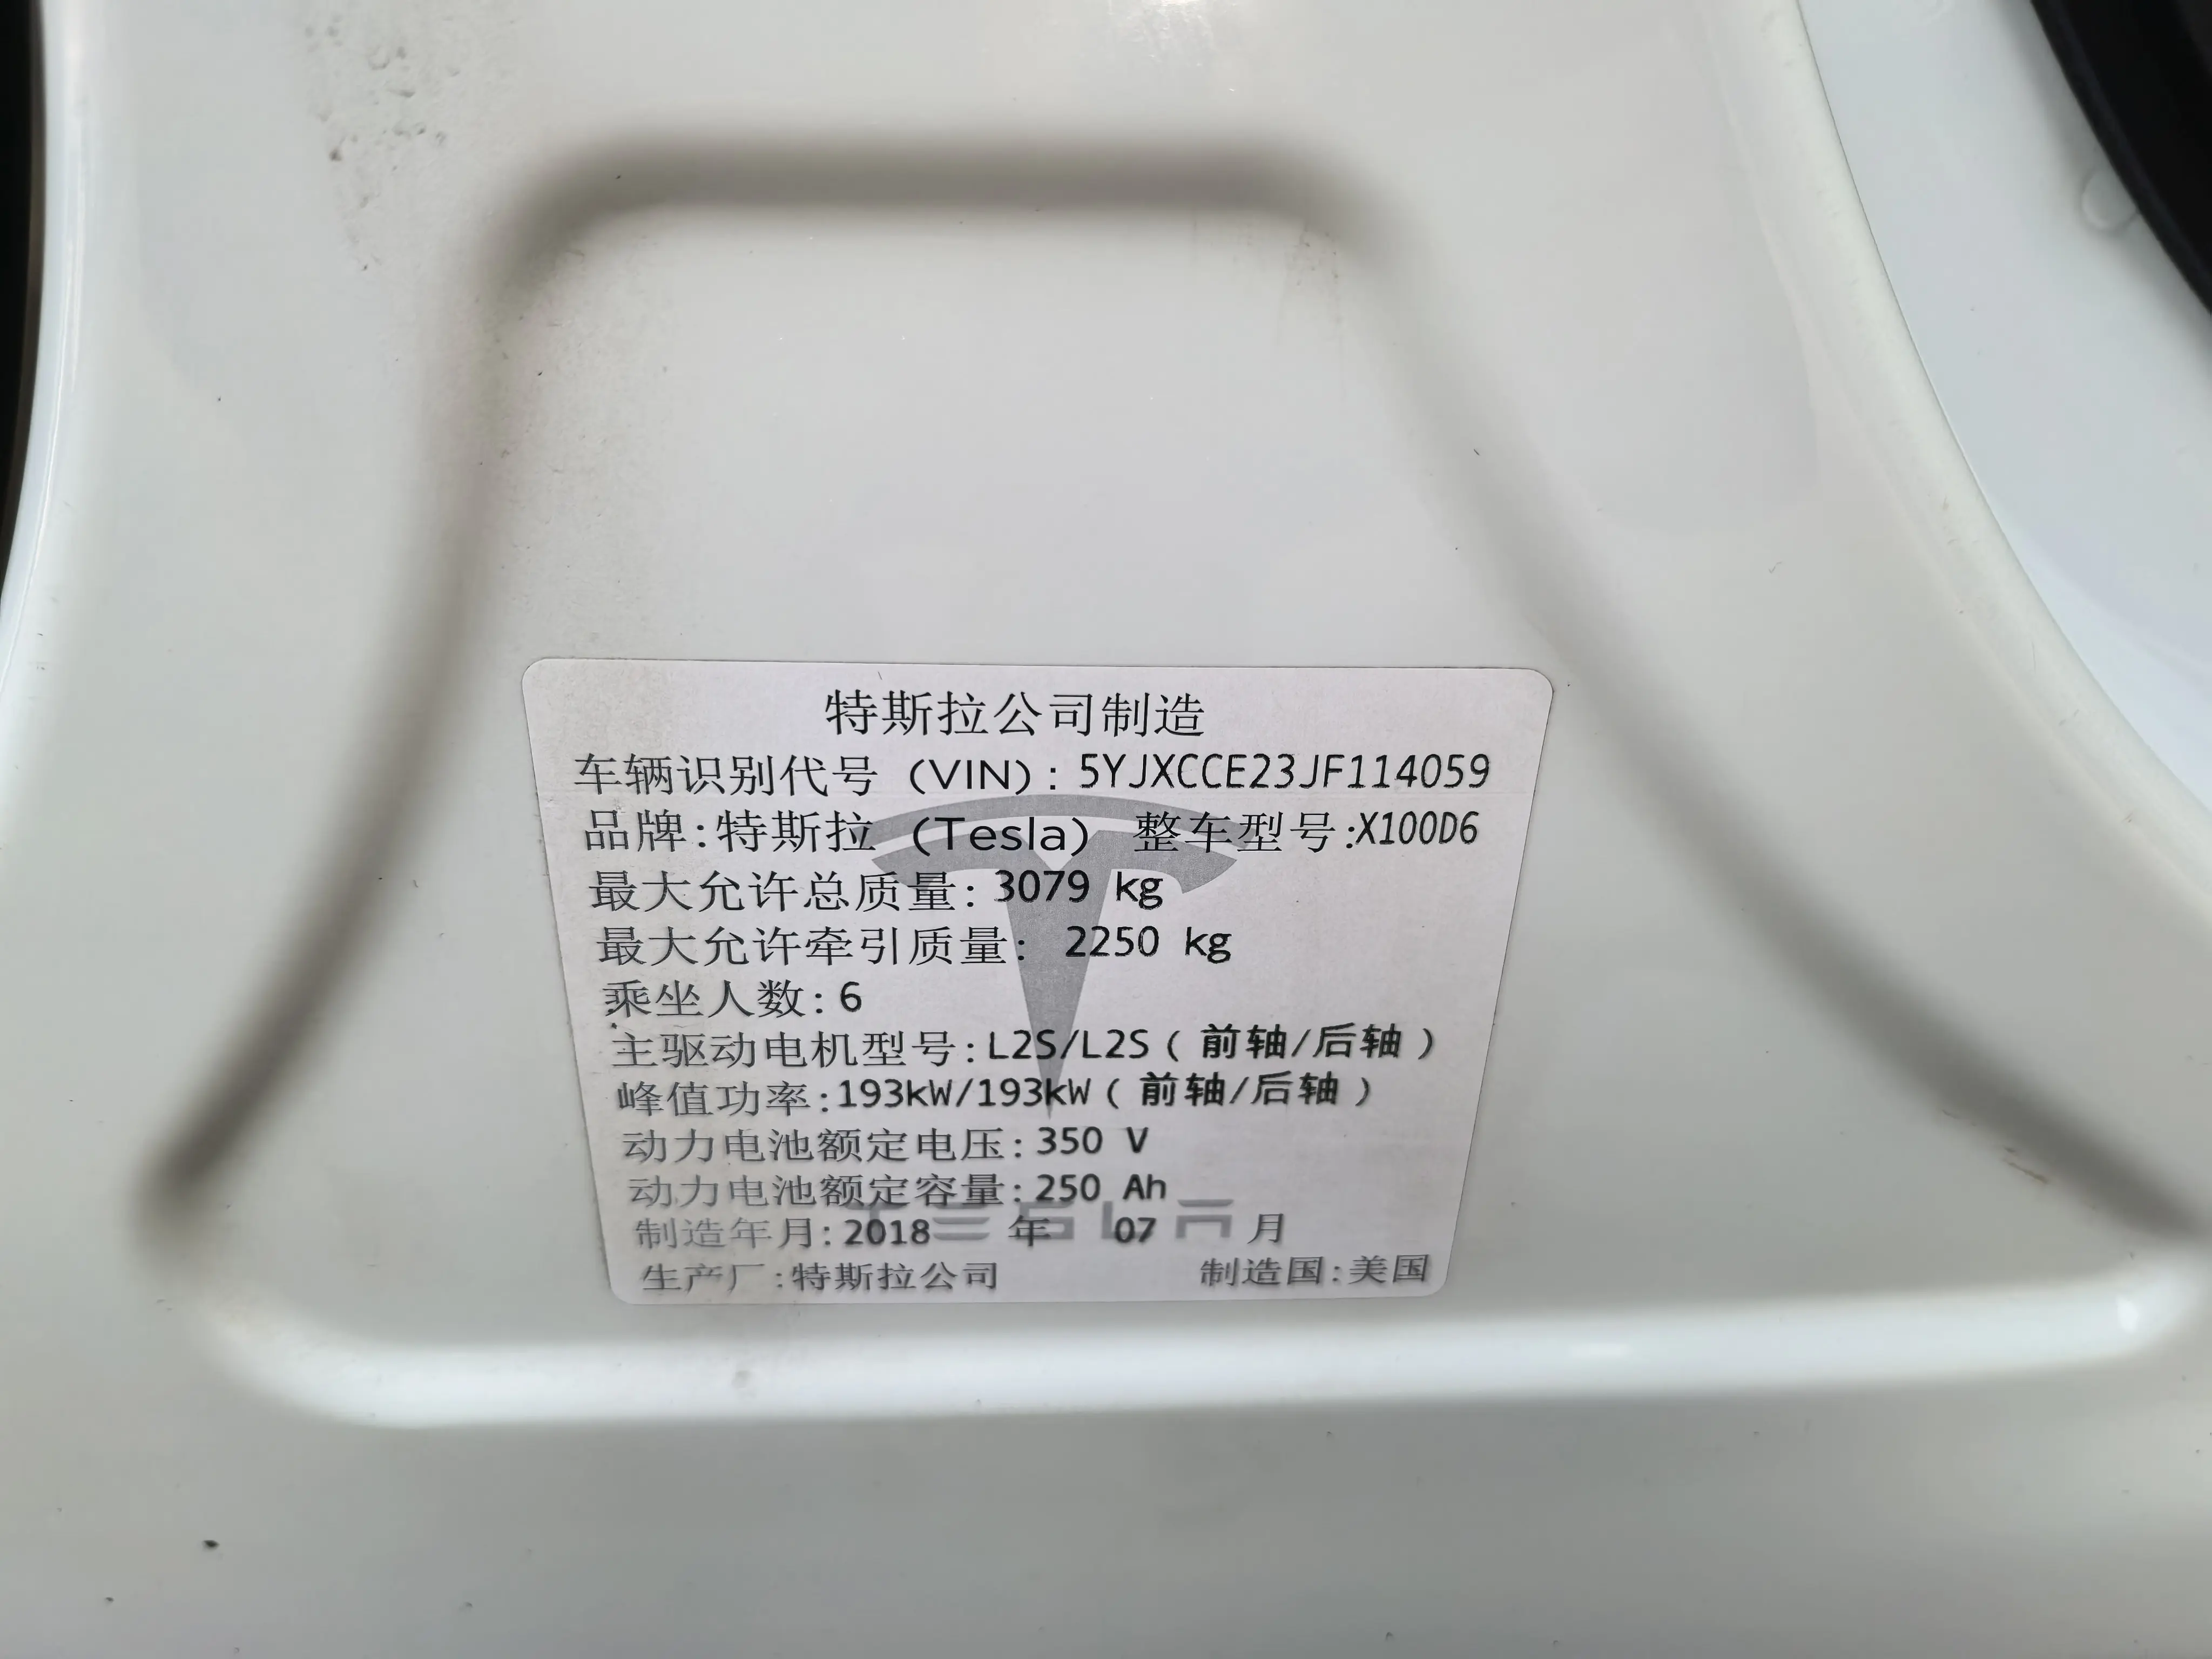 特斯拉公司制造
车辆识别代号 (VIN): 5YJXCCE23JF114059
品牌:特斯拉 (Tesla) 整车型号:X100D6
最大允许总质量: 3079 kg
最大允许牵引质量: 2250 kg
乘坐人数: 6
主驱动电机型号: L2S/L2S ( 前轴/后轴 )
峰值功率:193kW/193kW ( 前轴/后轴 )
动力电池额定电压: 350 V
动力电池额定容量: 250 Ah
TESLA
制造年月: 2018 年 07 月
生产厂:特斯拉公司 制造国:美国